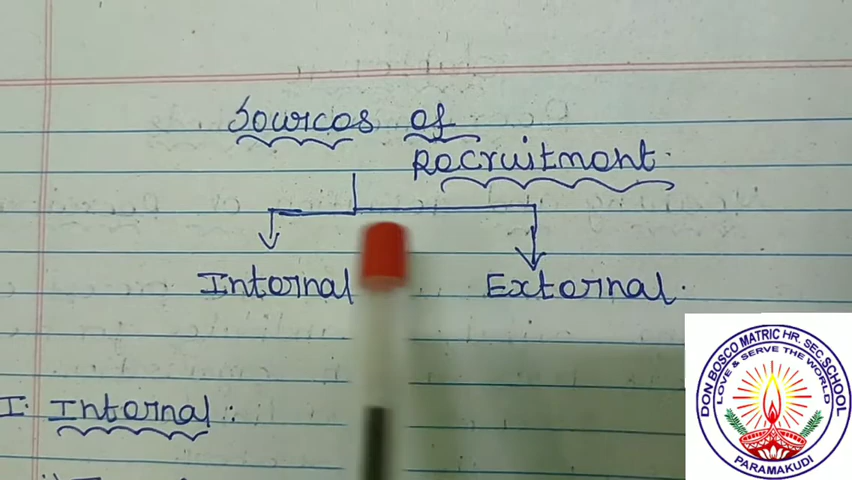 Sources of
Recruitment.
Internal External.
I. Internal :
DON BOSCO MATRIC HR. SEC. SCHOOL
LOVE & SERVE THE WORLD
PARAMAKUDI